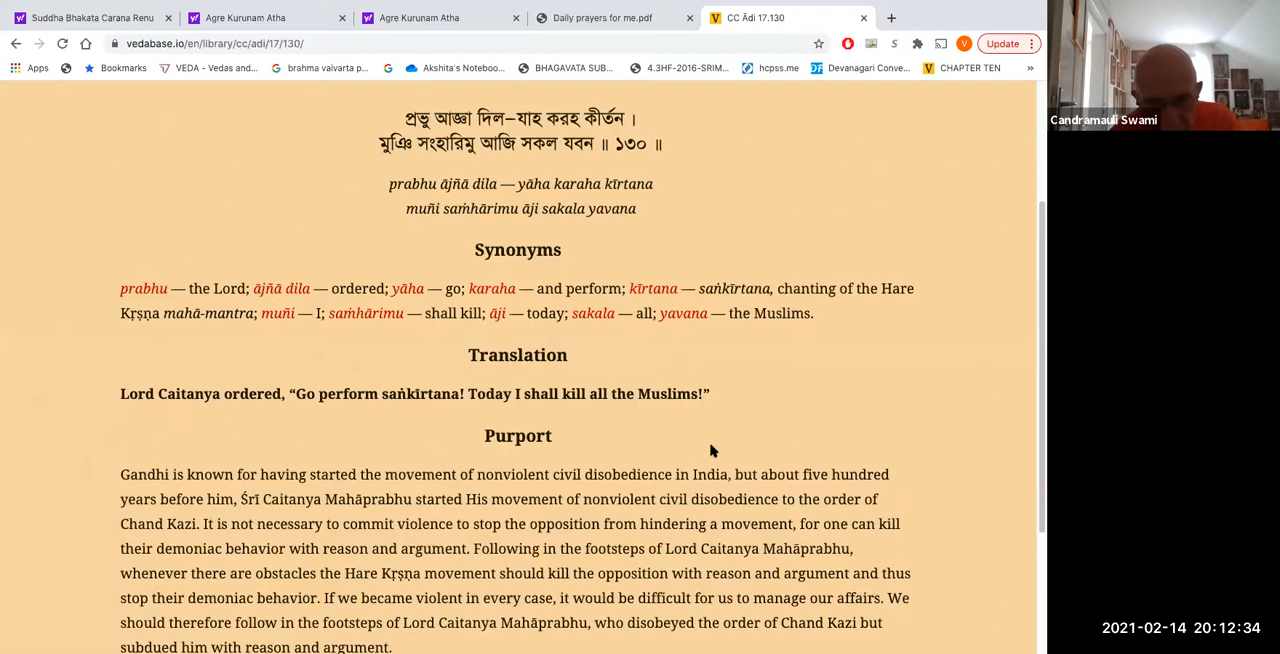 Suddha Bhakata Carana Renu
Agre Kurunam Atha
Agre Kurunam Atha
Daily prayers for me.pdf
CC Ādi 17.130
vedabase.io/en/library/cc/adi/17/130/
V
Update
Apps
Bookmarks
VEDA - Vedas and...
brahma vaivarta p...
Akshita's Noteboo...
BHAGAVATA SUB...
4.3HF-2016-SRIM...
hcpss.me
Devanagari Conve...
CHAPTER TEN
»
প্রভু আজ্ঞা দিল—যাহ করহ কীর্তন ।
মুঞি সংহারিমু আজি সকল যবন ॥ ১৩০ ॥
prabhu ājñā dila — yāha karaha kīrtana
muñi saṁhārimu āji sakala yavana
Synonyms
prabhu — the Lord; ājñā dila — ordered; yāha — go; karaha — and perform; kīrtana — saṅkīrtana, chanting of the Hare
Kṛṣṇa mahā-mantra; muñi — I; saṁhārimu — shall kill; āji — today; sakala — all; yavana — the Muslims.
Translation
Lord Caitanya ordered, “Go perform saṅkīrtana! Today I shall kill all the Muslims!”
Purport
Gandhi is known for having started the movement of nonviolent civil disobedience in India, but about five hundred
years before him, Śrī Caitanya Mahāprabhu started His movement of nonviolent civil disobedience to the order of
Chand Kazi. It is not necessary to commit violence to stop the opposition from hindering a movement, for one can kill
their demoniac behavior with reason and argument. Following in the footsteps of Lord Caitanya Mahāprabhu,
whenever there are obstacles the Hare Kṛṣṇa movement should kill the opposition with reason and argument and thus
stop their demoniac behavior. If we became violent in every case, it would be difficult for us to manage our affairs. We
should therefore follow in the footsteps of Lord Caitanya Mahāprabhu, who disobeyed the order of Chand Kazi but
subdued him with reason and argument.
Candramauli Swami
2021-02-14 20:12:34